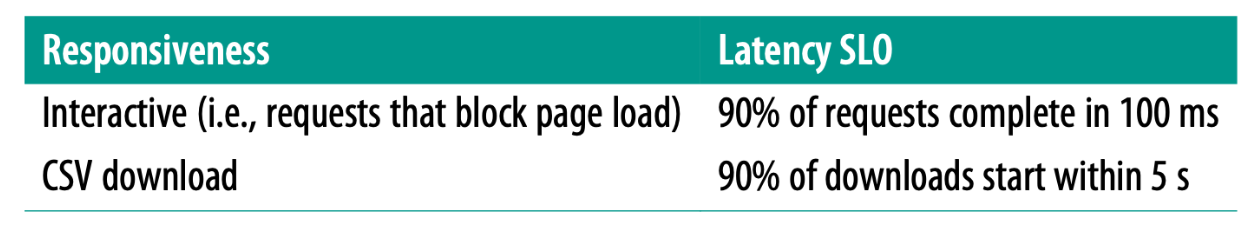 Responsiveness Latency SLO
Interactive (i.e., requests that block page load) 90% of requests complete in 100 ms
CSV download 90% of downloads start within 5 s